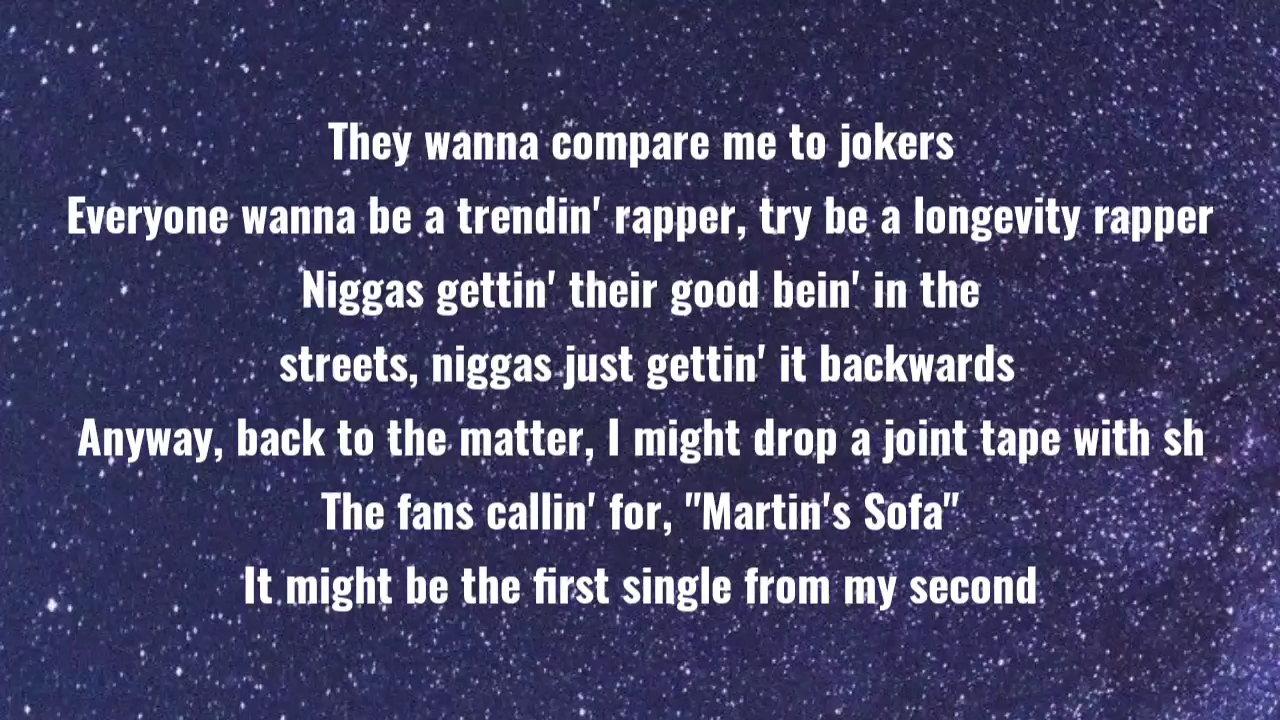 They wanna compare me to jokers
Everyone wanna be a trendin' rapper, try be a longevity rapper
Niggas gettin' their good bein' in the
streets, niggas just gettin' it backwards
Anyway, back to the matter, I might drop a joint tape with sh
The fans callin' for, "Martin's Sofa"
It might be the first single from my second